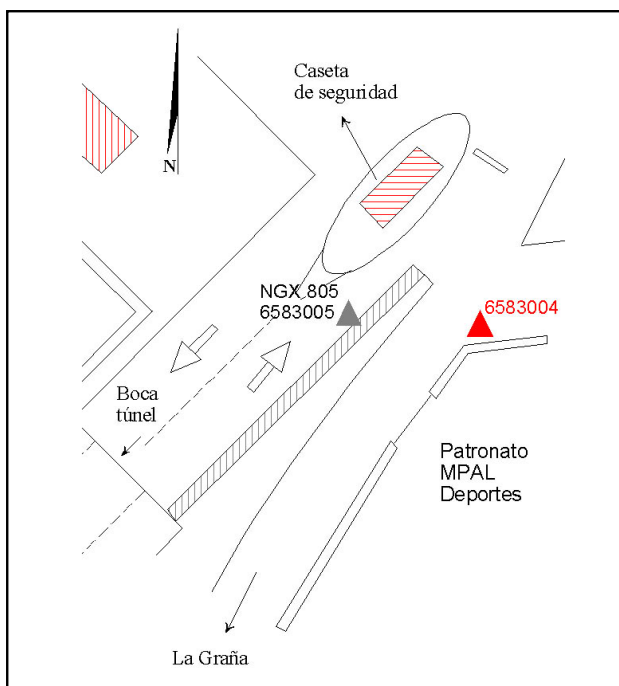 Caseta
de seguridad
N
NGX 805
6583005
6583004
Boca
túnel
Patronato
MPAL
Deportes
La Graña